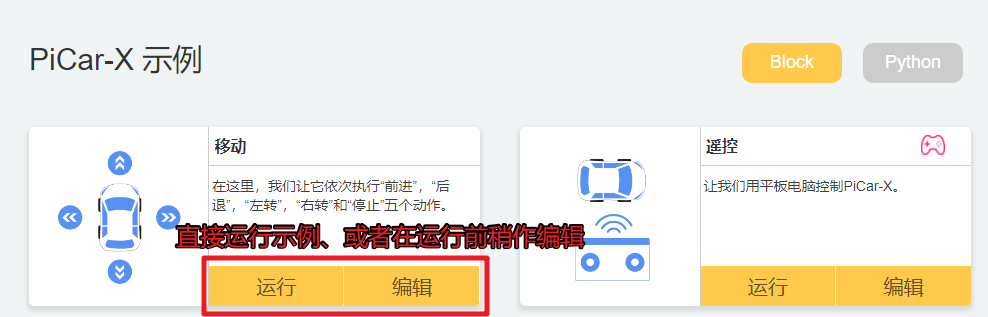 PiCar-X 示例
Block
Python
移动
在这里，我们让它依次执行“前进”，“后
退”，“左转”，“右转”和“停止”五个动作。
直接运行示例、或者在运行前稍作编辑
运行
编辑
遥控
让我们用平板电脑控制PiCar-X。
运行
编辑